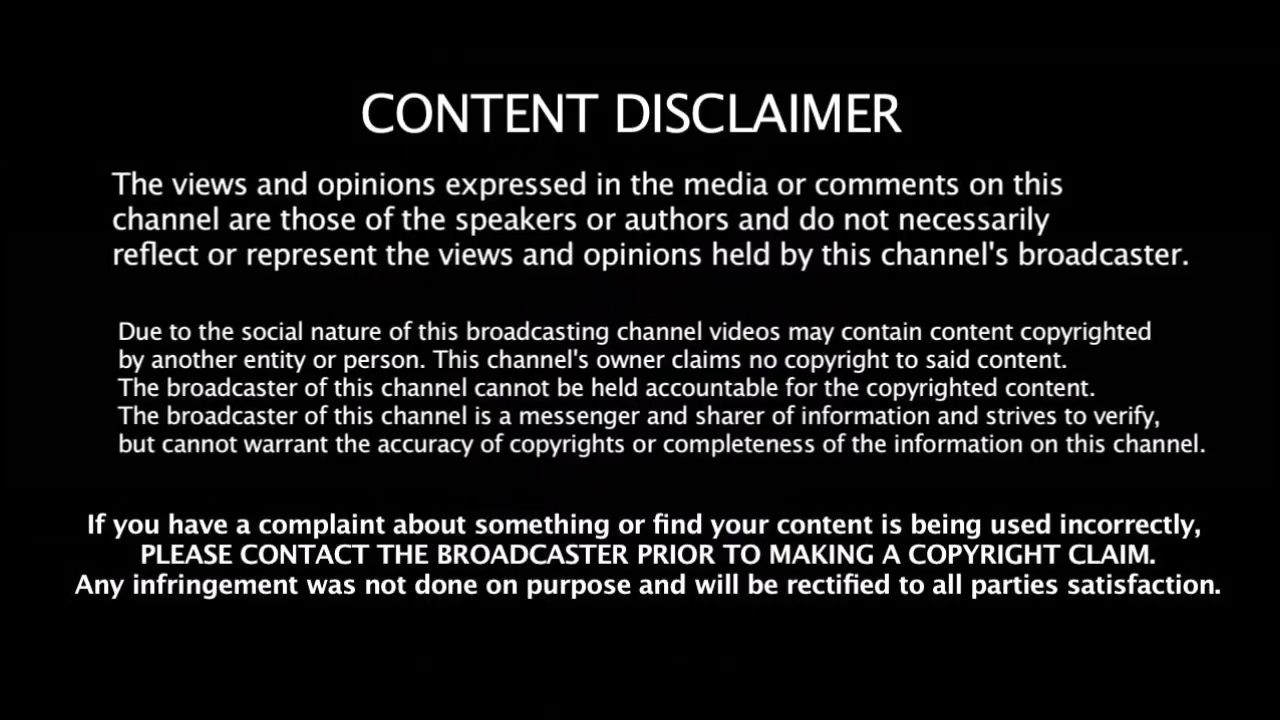 CONTENT DISCLAIMER
The views and opinions expressed in the media or comments on this
channel are those of the speakers or authors and do not necessarily
reflect or represent the views and opinions held by this channel's broadcaster.
Due to the social nature of this broadcasting channel videos may contain content copyrighted
by another entity or person. This channel's owner claims no copyright to said content.
The broadcaster of this channel cannot be held accountable for the copyrighted content.
The broadcaster of this channel is a messenger and sharer of information and strives to verify,
but cannot warrant the accuracy of copyrights or completeness of the information on this channel.
If you have a complaint about something or find your content is being used incorrectly,
PLEASE CONTACT THE BROADCASTER PRIOR TO MAKING A COPYRIGHT CLAIM.
Any infringement was not done on purpose and will be rectified to all parties satisfaction.